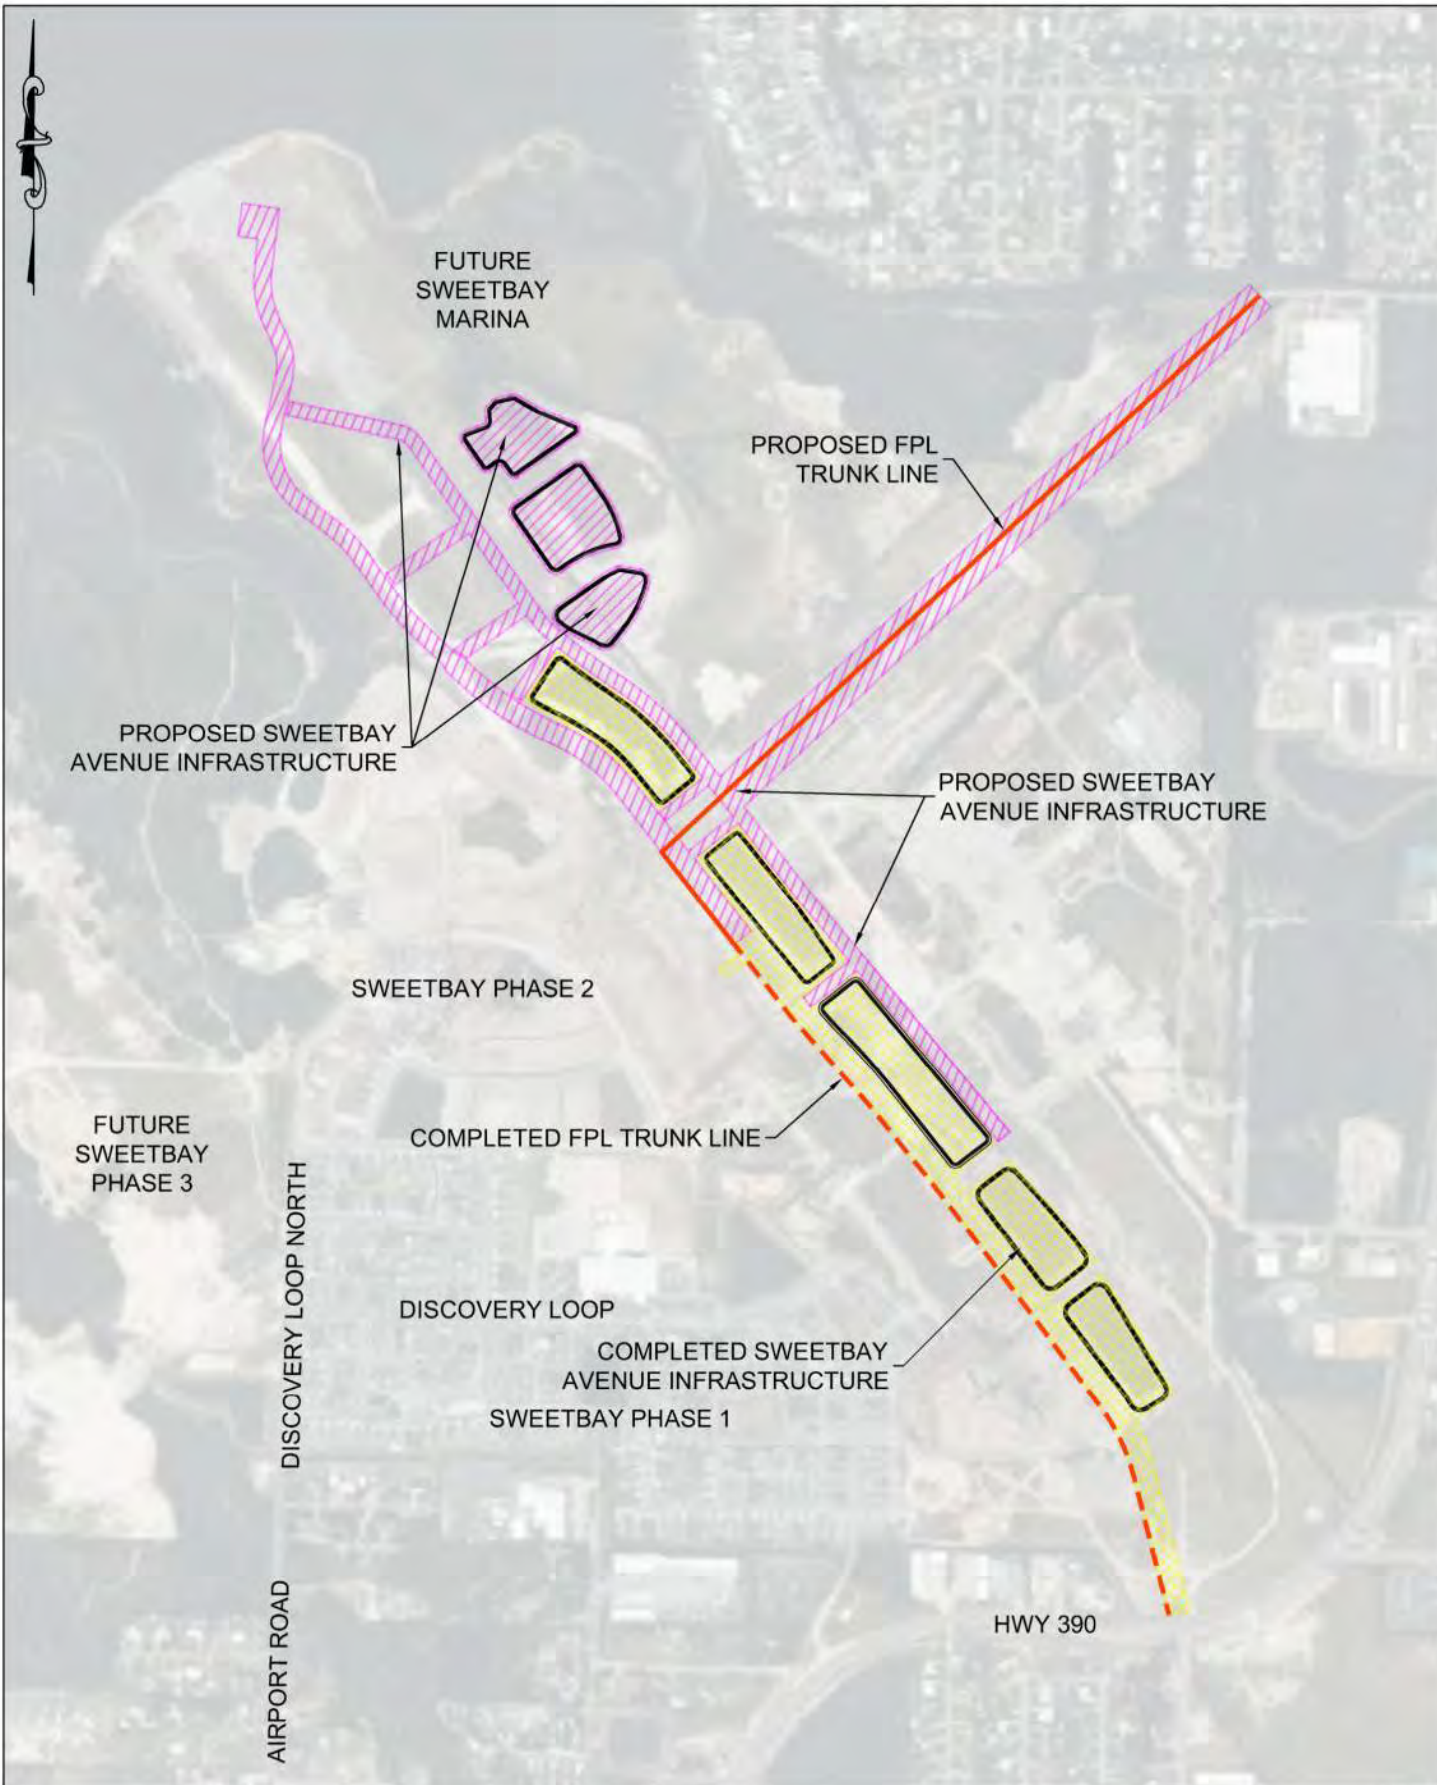 FUTURE
SWEETBAY
MARINA
PROPOSED FPL
TRUNK LINE
PROPOSED SWEETBAY
AVENUE INFRASTRUCTURE
PROPOSED SWEETBAY
AVENUE INFRASTRUCTURE
SWEETBAY PHASE 2
FUTURE
SWEETBAY
PHASE 3
COMPLETED FPL TRUNK LINE
DISCOVERY LOOP NORTH
DISCOVERY LOOP
COMPLETED SWEETBAY
AVENUE INFRASTRUCTURE
SWEETBAY PHASE 1
HWY 390
AIRPORT ROAD